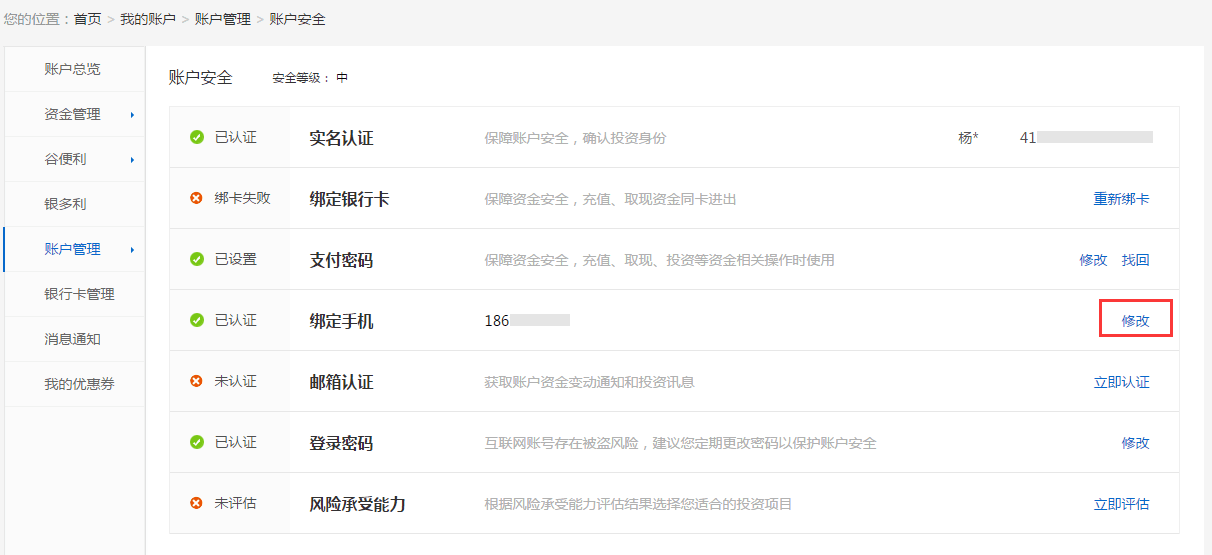 您的位置：首页 > 我的账户 > 账户管理 > 账户安全
账户总览
资金管理
谷便利
银多利
账户管理
银行卡管理
消息通知
我的优惠券
账户安全 安全等级： 中
已认证 实名认证 保障账户安全，确认投资身份 杨* 41
绑卡失败 绑定银行卡 保障资金安全，充值、取现资金同卡进出 重新绑卡
已设置 支付密码 保障资金安全，充值、取现、投资等资金相关操作时使用 修改 找回
已认证 绑定手机 186 修改
未认证 邮箱认证 获取账户资金变动通知和投资讯息 立即认证
已认证 登录密码 互联网账号存在被盗风险，建议您定期更改密码以保护账户安全 修改
未评估 风险承受能力 根据风险承受能力评估结果选择您适合的投资项目 立即评估